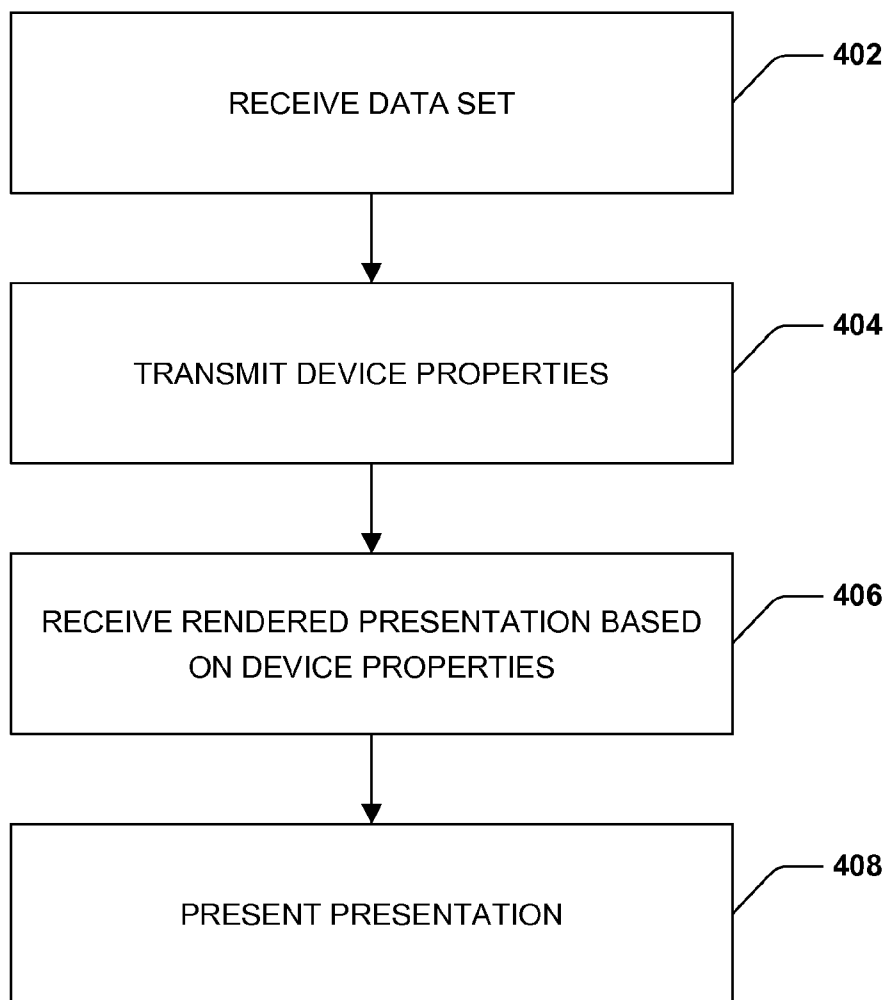 RECEIVE DATA SET
402
TRANSMIT DEVICE PROPERTIES
404
RECEIVE RENDERED PRESENTATION BASED
ON DEVICE PROPERTIES
406
PRESENT PRESENTATION
408